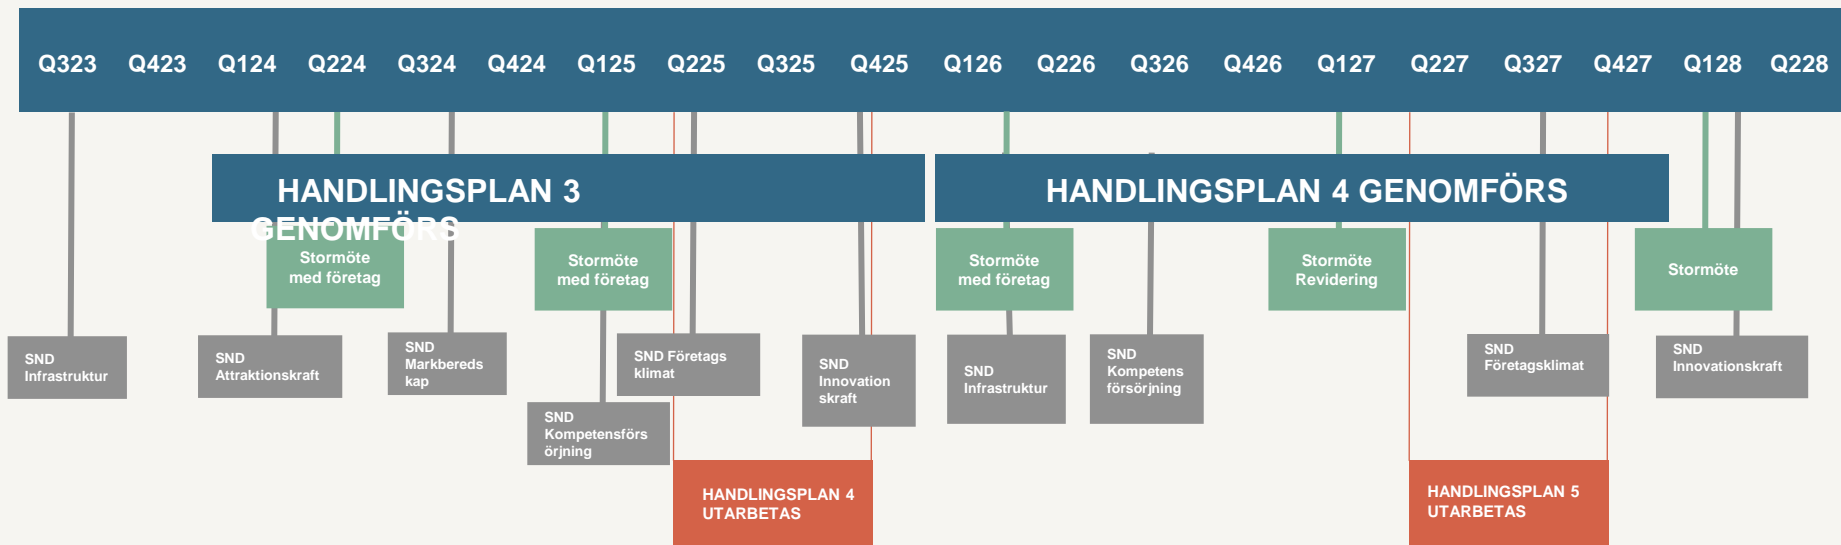 Q323 Q423 Q124 Q224 Q324 Q424 Q125 Q225 Q325 Q425 Q126 Q226 Q326 Q426 Q127 Q227 Q327 Q427 Q128 Q228
HANDLINGSPLAN 3
GENOMFÖRS
HANDLINGSPLAN 4 GENOMFÖRS
Stormöte
med företag
Stormöte
med företag
Stormöte
med företag
Stormöte
Revidering
Stormöte
SND
Infrastruktur
SND
Attraktionskraft
SND
Markbereds
kap
SND
Kompetensförs
örjning
SND Företags
klimat
SND
Innovation
skraft
SND
Infrastruktur
SND
Kompetens
försörjning
SND
Företagsklimat
SND
Innovationskraft
HANDLINGSPLAN 4
UTARBETAS
HANDLINGSPLAN 5
UTARBETAS